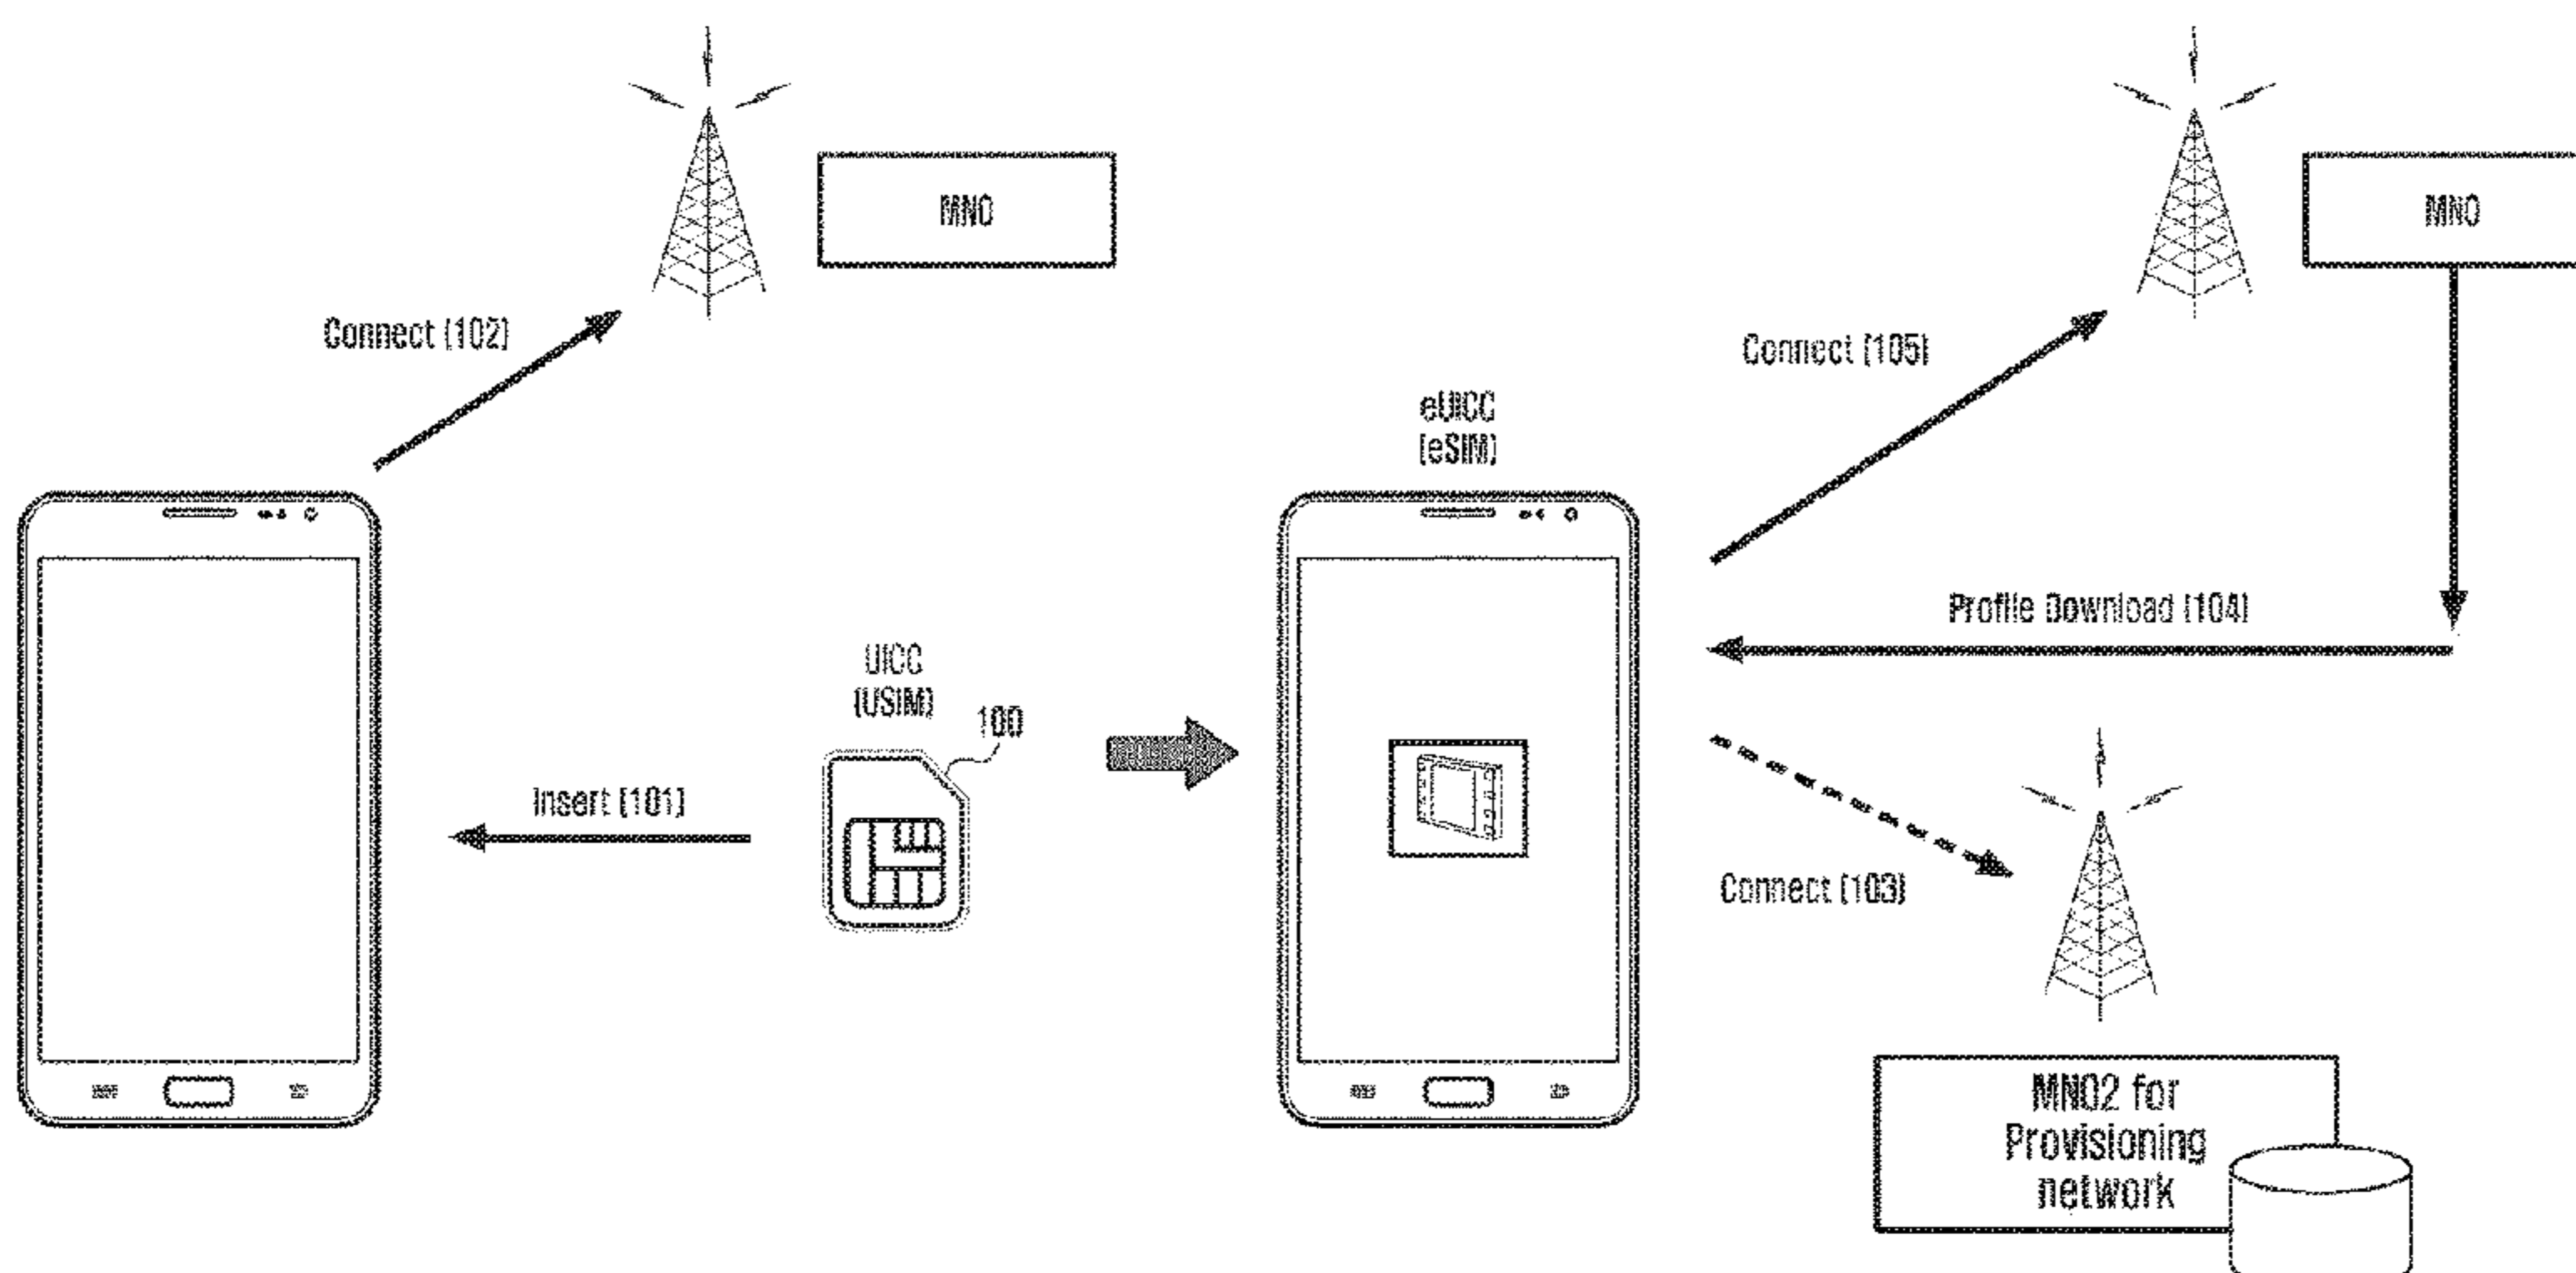 MNO
Connect (102)
UICC
(USIM)
100
Insert (101)
eUICC
(eSIM)
MNO
Connect (105)
Profile Download (104)
Connect (103)
MNO2 for
Provisioning
network